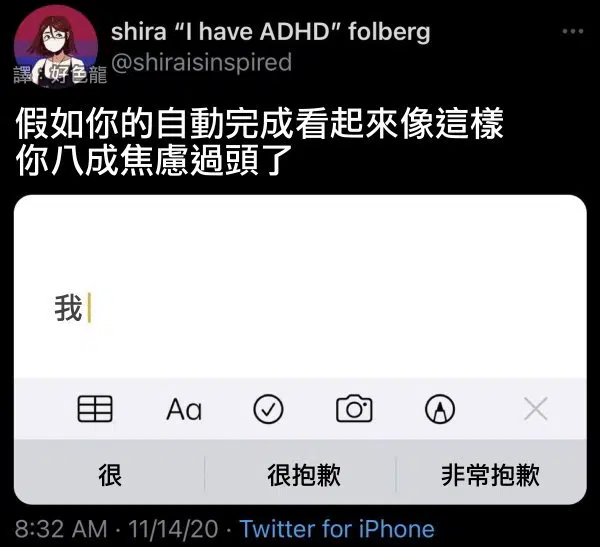 shira “I have ADHD” folberg
@shiraisinspired
譯：好色龍
假如你的自動完成看起來像這樣
你八成焦慮過頭了
我
Aa
很
很抱歉
非常抱歉
8:32 AM · 11/14/20 · Twitter for iPhone